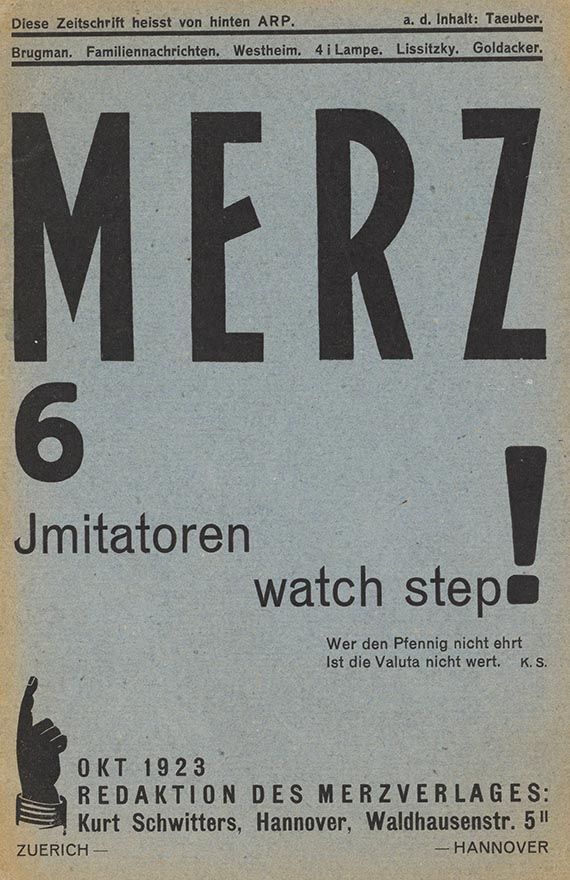 Diese Zeitschrift heisst von hinten ARP. a. d. Inhalt: Taeuber.
Brugman. Familiennachrichten. Westheim. 4 i Lampe. Lissitzky. Goldacker.
MERZ
6
Jmitatoren
watch step!
Wer den Pfennig nicht ehrt
Ist die Valuta nicht wert. K. S.
OKT 1923
REDAKTION DES MERZVERLAGES:
Kurt Schwitters, Hannover, Waldhausenstr. 5 II
ZUERICH — — HANNOVER